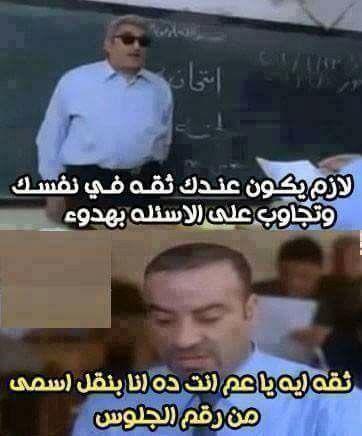 امتحان
لازم يكون عندك ثقه في نفسك
وتجاوب على الاسئله بهدوء
ثقه ايه يا عم انت ده انا بنقل اسمى
من رقم الجلوس